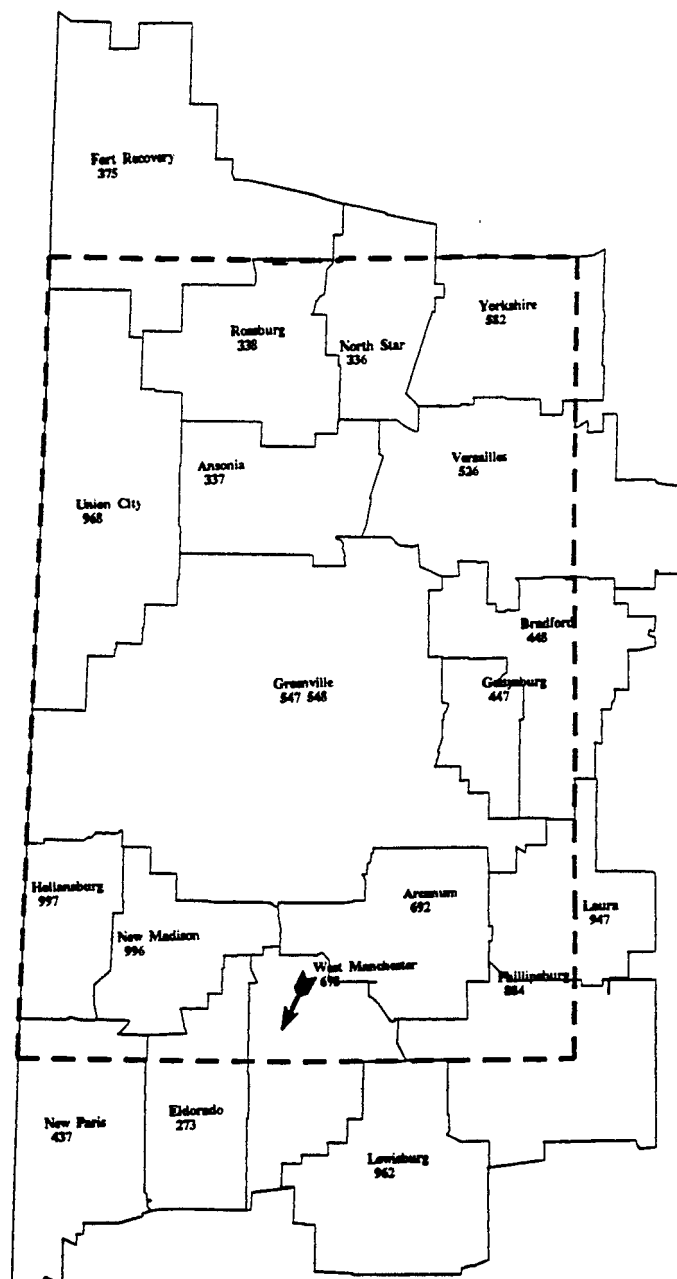 Fort Recovery
375
Yorkshire
582
Rossburg
338
North Star
336
Versailles
526
Ansonia
337
Union City
968
Bradford
448
Greenville
547 548
Gettysburg
447
Hollansburg
997
Arcanum
692
Laura
947
New Madison
996
West Manchester
698
Phillipsburg
884
Eldorado
273
New Paris
437
Lewisburg
962